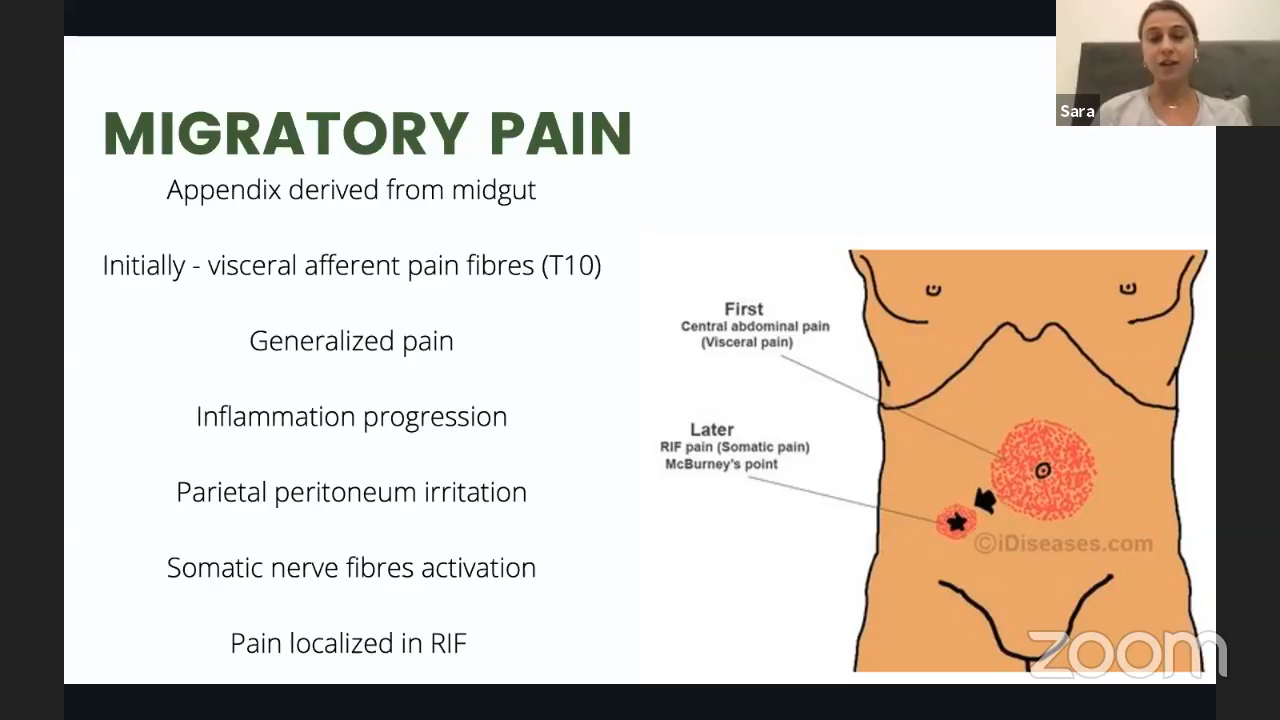 Sara
MIGRATORY PAIN
Appendix derived from midgut
Initially - visceral afferent pain fibres (T10)
Generalized pain
Inflammation progression
Parietal peritoneum irritation
Somatic nerve fibres activation
Pain localized in RIF
First
Central abdominal pain
(Visceral pain)
Later
RIF pain (Somatic pain)
McBurney's point
©iDiseases.com
zoom